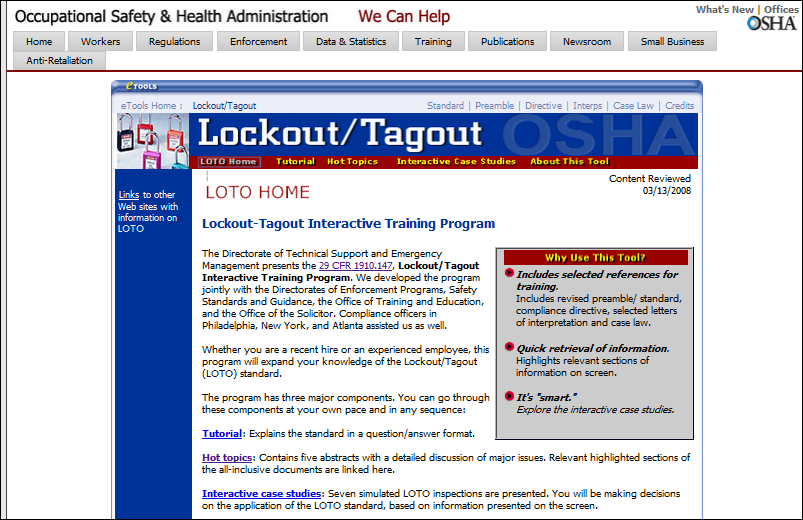 Occupational Safety & Health Administration We Can Help
What's New | Offices
OSHA
Home Workers Regulations Enforcement Data & Statistics Training Publications Newsroom Small Business
Anti-Retaliation
eTOOLS
eTools Home : Lockout/Tagout Standard | Preamble | Directive | Interps | Case Law | Credits
Lockout/Tagout OSHA
LOTO Home Tutorial Hot Topics Interactive Case Studies About This Tool
Links to other
Web sites with
information on
LOTO
Content Reviewed
03/13/2008
LOTO HOME
Lockout-Tagout Interactive Training Program
The Directorate of Technical Support and Emergency
Management presents the 29 CFR 1910.147, Lockout/Tagout
Interactive Training Program. We developed the program
jointly with the Directorates of Enforcement Programs, Safety
Standards and Guidance, the Office of Training and Education,
and the Office of the Solicitor. Compliance officers in
Philadelphia, New York, and Atlanta assisted us as well.
Whether you are a recent hire or an experienced employee, this
program will expand your knowledge of the Lockout/Tagout
(LOTO) standard.
The program has three major components. You can go through
these components at your own pace and in any sequence:
Why Use This Tool?
Includes selected references for
training.
Includes revised preamble/ standard,
compliance directive, selected letters
of interpretation and case law.
Quick retrieval of information.
Highlights relevant sections of
information on screen.
It's "smart."
Explore the interactive case studies.
Tutorial: Explains the standard in a question/answer format.
Hot topics: Contains five abstracts with a detailed discussion of major issues. Relevant highlighted sections of
the all-inclusive documents are linked here.
Interactive case studies: Seven simulated LOTO inspections are presented. You will be making decisions
on the application of the LOTO standard, based on information presented on the screen.